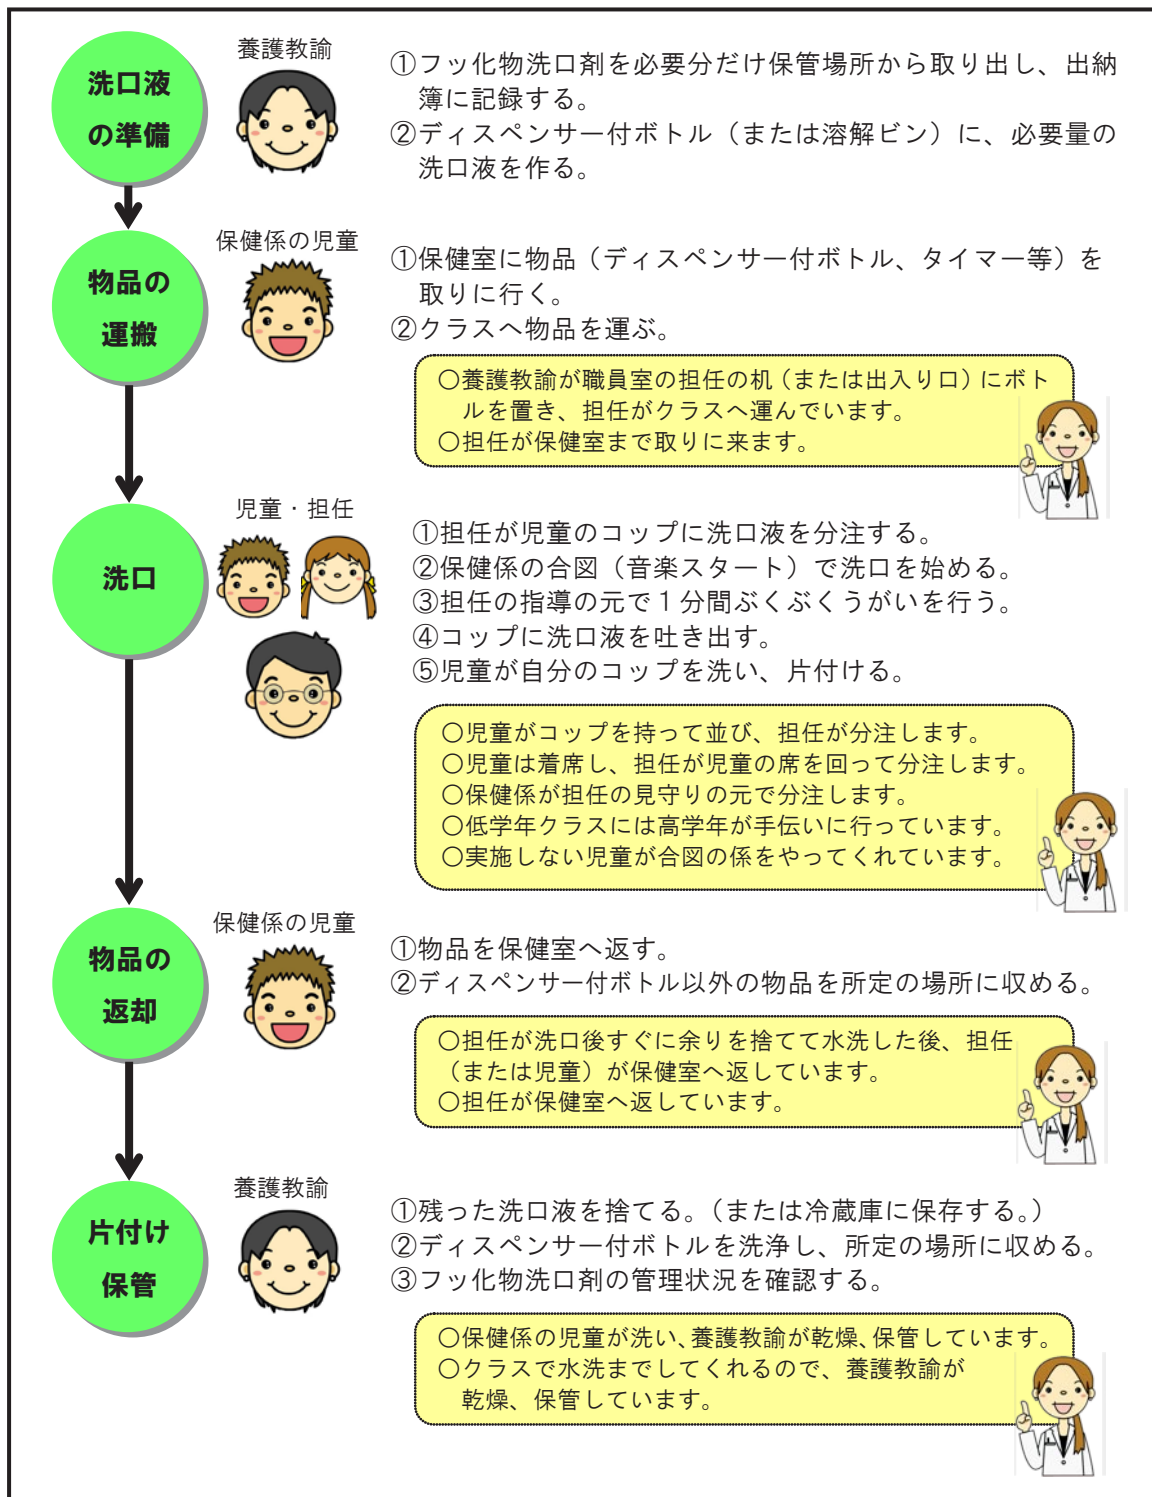 洗口液
の準備
養護教諭
①フッ化物洗口剤を必要分だけ保管場所から取り出し、出納
簿に記録する。
②ディスペンサー付ボトル（または溶解ビン）に、必要量の
洗口液を作る。
物品の
運搬
保健係の児童
①保健室に物品（ディスペンサー付ボトル、タイマー等）を
取りに行く。
②クラスへ物品を運ぶ。
○養護教諭が職員室の担任の机（または出入り口）にボト
ルを置き、担任がクラスへ運んでいます。
○担任が保健室まで取りに来ます。
洗口
児童・担任
①担任が児童のコップに洗口液を分注する。
②保健係の合図（音楽スタート）で洗口を始める。
③担任の指導の元で１分間ぶくぶくうがいを行う。
④コップに洗口液を吐き出す。
⑤児童が自分のコップを洗い、片付ける。
○児童がコップを持って並び、担任が分注します。
○児童は着席し、担任が児童の席を回って分注します。
○保健係が担任の見守りの元で分注します。
○低学年クラスには高学年が手伝いに行っています。
○実施しない児童が合図の係をやってくれています。
物品の
返却
保健係の児童
①物品を保健室へ返す。
②ディスペンサー付ボトル以外の物品を所定の場所に収める。
○担任が洗口後すぐに余りを捨てて水洗した後、担任
（または児童）が保健室へ返しています。
○担任が保健室へ返しています。
片付け
保管
養護教諭
①残った洗口液を捨てる。（または冷蔵庫に保存する。）
②ディスペンサー付ボトルを洗浄し、所定の場所に収める。
③フッ化物洗口剤の管理状況を確認する。
○保健係の児童が洗い、養護教諭が乾燥、保管しています。
○クラスで水洗までしてくれるので、養護教諭が
乾燥、保管しています。